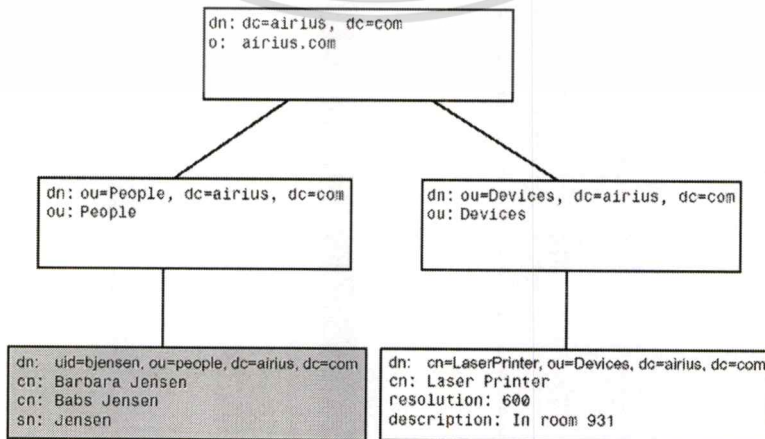 dn: dc=airius, dc=com
o: airius.com
dn: ou=People, dc=airius, dc=com
ou: People
dn: ou=Devices, dc=airius, dc=com
ou: Devices
dn: uid=bjensen, ou=people, dc=airius, dc=com
cn: Barbara Jensen
cn: Babs Jensen
sn: Jensen
dn: cn=LaserPrinter, ou=Devices, dc=airius, dc=com
cn: Laser Printer
resolution: 600
description: In room 931